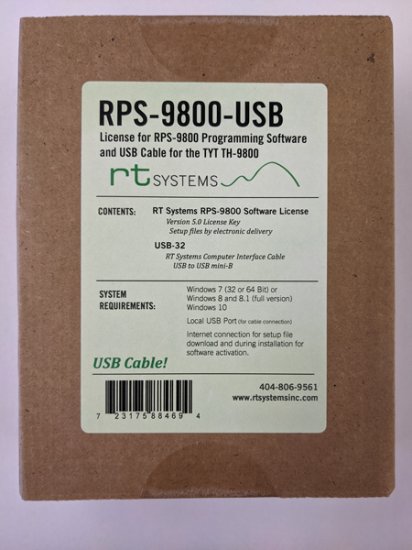 RPS-9800-USB
License for RPS-9800 Programming Software
and USB Cable for the TYT TH-9800
rt SYSTEMS
CONTENTS: RT Systems RPS-9800 Software License
Version 5.0 License Key
Setup files by electronic delivery
USB-32
RT Systems Computer Interface Cable
USB to USB mini-B
SYSTEM REQUIREMENTS: Windows 7 (32 or 64 Bit) or
Windows 8 and 8.1 (full version)
Windows 10
Local USB Port (for cable connection)
Internet connection for setup file
download and during installation for
software activation.
USB Cable!
404-806-9561
www.rtsystemsinc.com
7 23175 88469 4